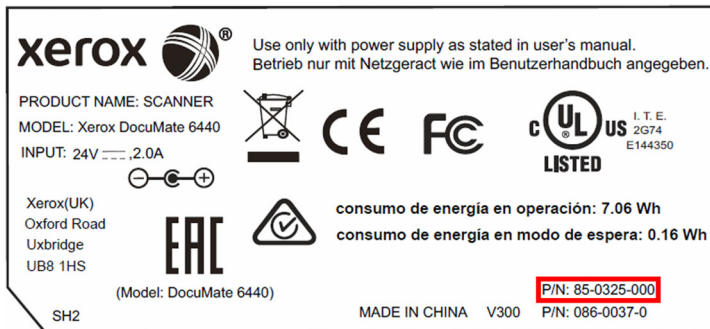 xerox ®
Use only with power supply as stated in user's manual.
Betrieb nur mit Netzgeract wie im Benutzerhandbuch angegeben.
PRODUCT NAME: SCANNER
MODEL: Xerox DocuMate 6440
INPUT: 24V ⎓,2.0A
CE
FC
C UL ® US
LISTED
I. T. E.
2G74
E144350
Xerox(UK)
Oxford Road
Uxbridge
UB8 1HS
EAC
consumo de energía en operación: 7.06 Wh
consumo de energía en modo de espera: 0.16 Wh
(Model: DocuMate 6440)
P/N: 85-0325-000
SH2
MADE IN CHINA V300 P/N: 086-0037-0